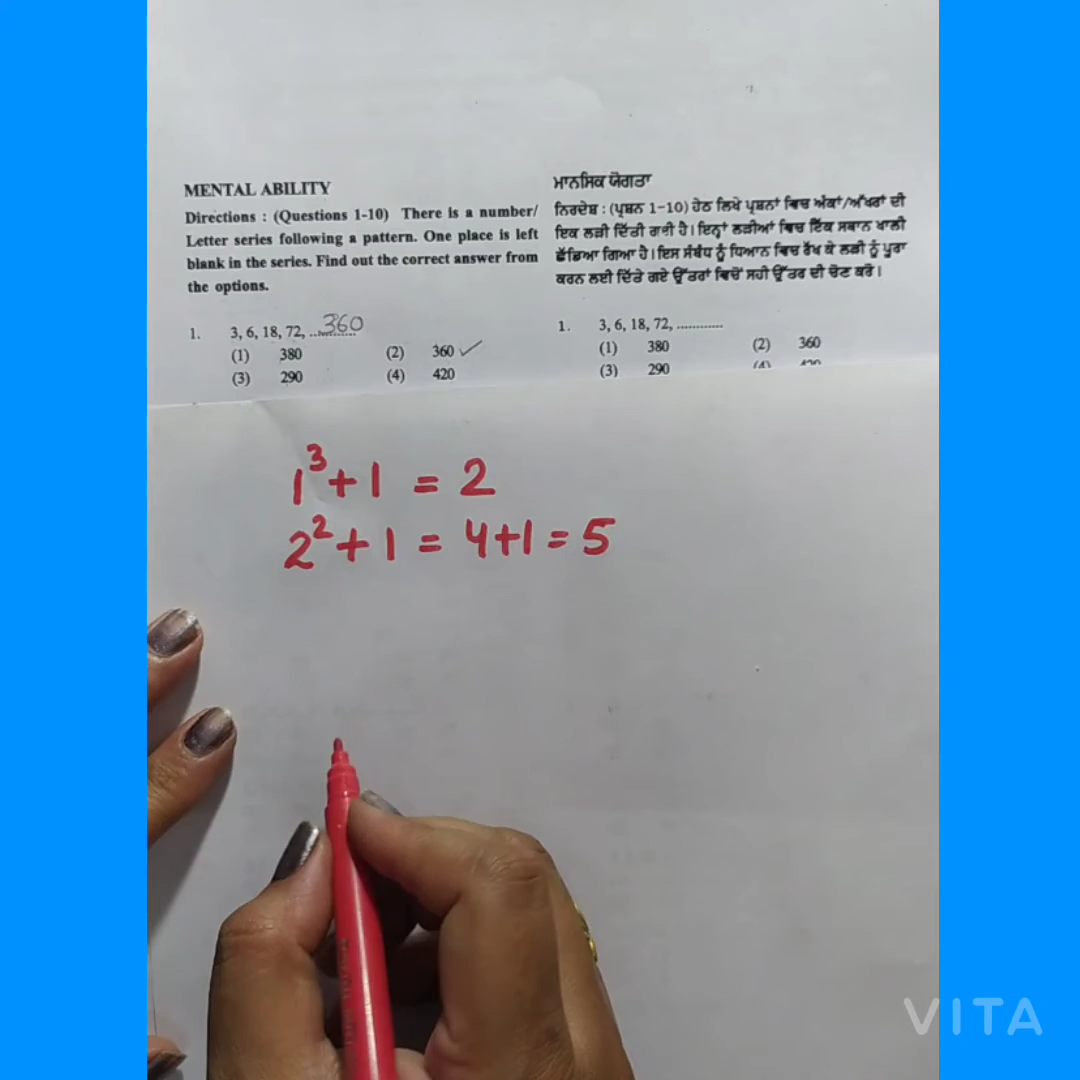 MENTAL ABILITY
Directions : (Questions 1-10) There is a number/
Letter series following a pattern. One place is left
blank in the series. Find out the correct answer from
the options.
1. 3, 6, 18, 72, ............ 360
(1) 380 (2) 360 ✓
(3) 290 (4) 420
ਮਾਨਸਿਕ ਯੋਗਤਾ
ਨਿਰਦੇਸ਼ : (ਪ੍ਰਸ਼ਨ 1-10) ਹੇਠ ਲਿਖੇ ਪ੍ਰਸ਼ਨਾਂ ਵਿਚ ਅੰਕਾਂ/ਅੱਖਰਾਂ ਦੀ
ਇਕ ਲੜੀ ਦਿੱਤੀ ਗਈ ਹੈ। ਇਨ੍ਹਾਂ ਲੜੀਆਂ ਵਿਚ ਇੱਕ ਸਥਾਨ ਖਾਲੀ
ਛੱਡਿਆ ਗਿਆ ਹੈ। ਇਸ ਸੰਬੰਧ ਨੂੰ ਧਿਆਨ ਵਿਚ ਰੱਖ ਕੇ ਲੜੀ ਨੂੰ ਪੂਰਾ
ਕਰਨ ਲਈ ਦਿੱਤੇ ਗਏ ਉੱਤਰਾਂ ਵਿਚੋਂ ਸਹੀ ਉੱਤਰ ਦੀ ਚੋਣ ਕਰੋ।
1. 3, 6, 18, 72, ............
(1) 380 (2) 360
(3) 290 (4) 420
1³+1 = 2
2²+1 = 4+1=5
VITA